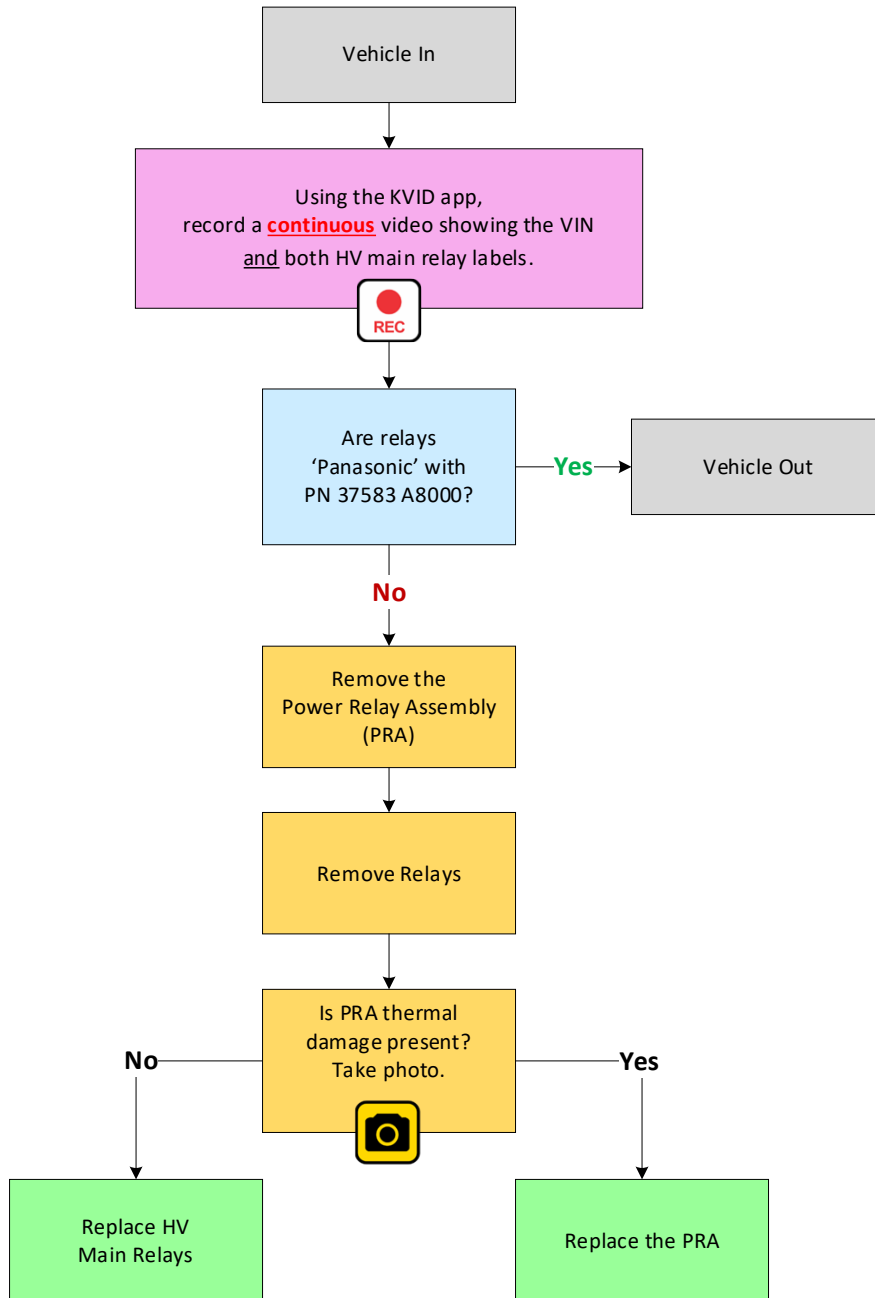 Vehicle In
Using the KVID app,
record a continuous video showing the VIN
and both HV main relay labels.
REC
Are relays
‘Panasonic’ with
PN 37583 A8000?
Yes
Vehicle Out
No
Remove the
Power Relay Assembly
(PRA)
Remove Relays
Is PRA thermal
damage present?
Take photo.
No
Yes
Replace HV
Main Relays
Replace the PRA